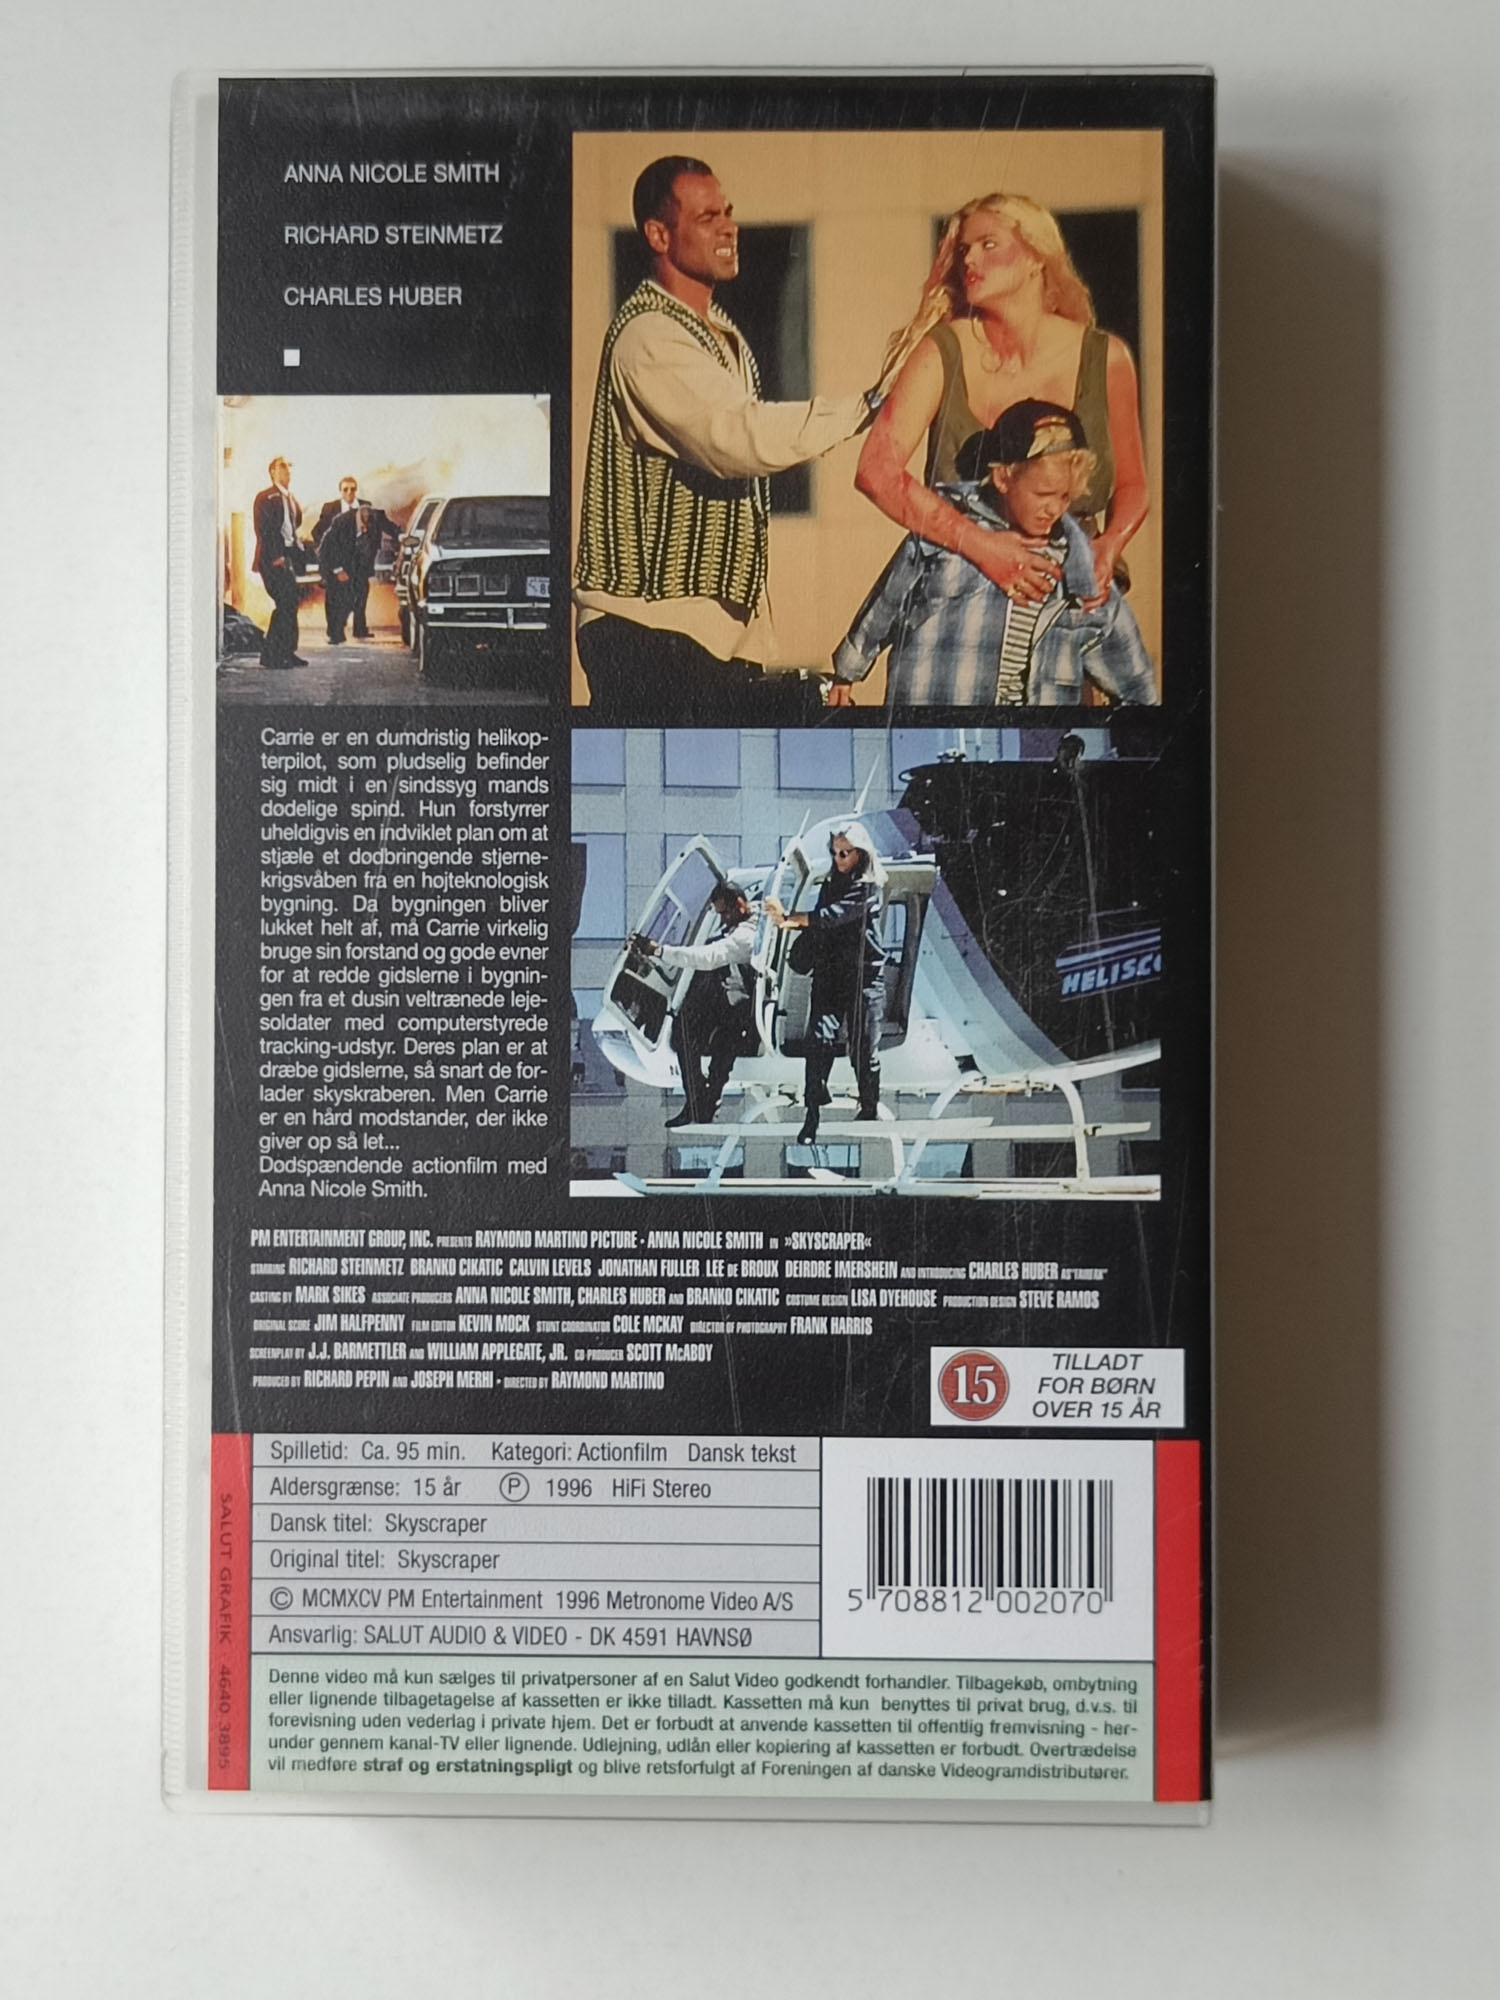 ANNA NICOLE SMITH
RICHARD STEINMETZ
CHARLES HUBER
Carrie er en dumdristig helikop-
terpilot, som pludselig befinder
sig midt i en sindssyg mands
dødelige spind. Hun forstyrrer
uheldigvis en indviklet plan om at
stjæle et dødbringende stjerne-
krigsvåben fra en højteknologisk
bygning. Da bygningen bliver
lukket helt af, må Carrie virkelig
bruge sin forstand og gode evner
for at redde gidslerne i bygnin-
gen fra et dusin veltrænede leje-
soldater med computerstyrede
tracking-udstyr. Deres plan er at
dræbe gidslerne, så snart de for-
lader skyskraberen. Men Carrie
er en hård modstander, der ikke
giver op så let...
Dødspændende actionfilm med
Anna Nicole Smith.
HELISC
PM ENTERTAINMENT GROUP, INC. PRESENTS RAYMOND MARTINO PICTURE · ANNA NICOLE SMITH IN »SKYSCRAPER«
STARRING RICHARD STEINMETZ BRANKO CIKATIC CALVIN LEVELS JONATHAN FULLER LEE DE BROUX DEIRDRE IMERSHEIN AND INTRODUCING CHARLES HUBER AS "FAIRFAX"
CASTING BY MARK SIKES ASSOCIATE PRODUCERS ANNA NICOLE SMITH, CHARLES HUBER AND BRANKO CIKATIC COSTUME DESIGN LISA DYEHOUSE PRODUCTION DESIGN STEVE RAMOS
ORIGINAL SCORE JIM HALFPENNY FILM EDITOR KEVIN MOCK STUNT COORDINATOR COLE MCKAY DIRECTOR OF PHOTOGRAPHY FRANK HARRIS
SCREENPLAY BY J.J. BARMETTLER AND WILLIAM APPLEGATE, JR. CO PRODUCER SCOTT McABOY
PRODUCED BY RICHARD PEPIN AND JOSEPH MERHI · DIRECTED BY RAYMOND MARTINO
15
TILLADT
FOR BØRN
OVER 15 ÅR
Spilletid: Ca. 95 min. Kategori: Actionfilm Dansk tekst
Aldersgrænse: 15 år Ⓟ 1996 HiFi Stereo
Dansk titel: Skyscraper
Original titel: Skyscraper
© MCMXCV PM Entertainment 1996 Metronome Video A/S
Ansvarlig: SALUT AUDIO & VIDEO - DK 4591 HAVNSØ
5 708812 002070
SALUT GRAFIK 4640 3895
Denne video må kun sælges til privatpersoner af en Salut Video godkendt forhandler. Tilbagekøb, ombytning
eller lignende tilbagetagelse af kassetten er ikke tilladt. Kassetten må kun benyttes til privat brug, d.v.s. til
forevisning uden vederlag i private hjem. Det er forbudt at anvende kassetten til offentlig fremvisning - her-
under gennem kanal-TV eller lignende. Udlejning, udlån eller kopiering af kassetten er forbudt. Overtrædelse
vil medføre straf og erstatningspligt og blive retsforfulgt af Foreningen af danske Videogramdistributører.